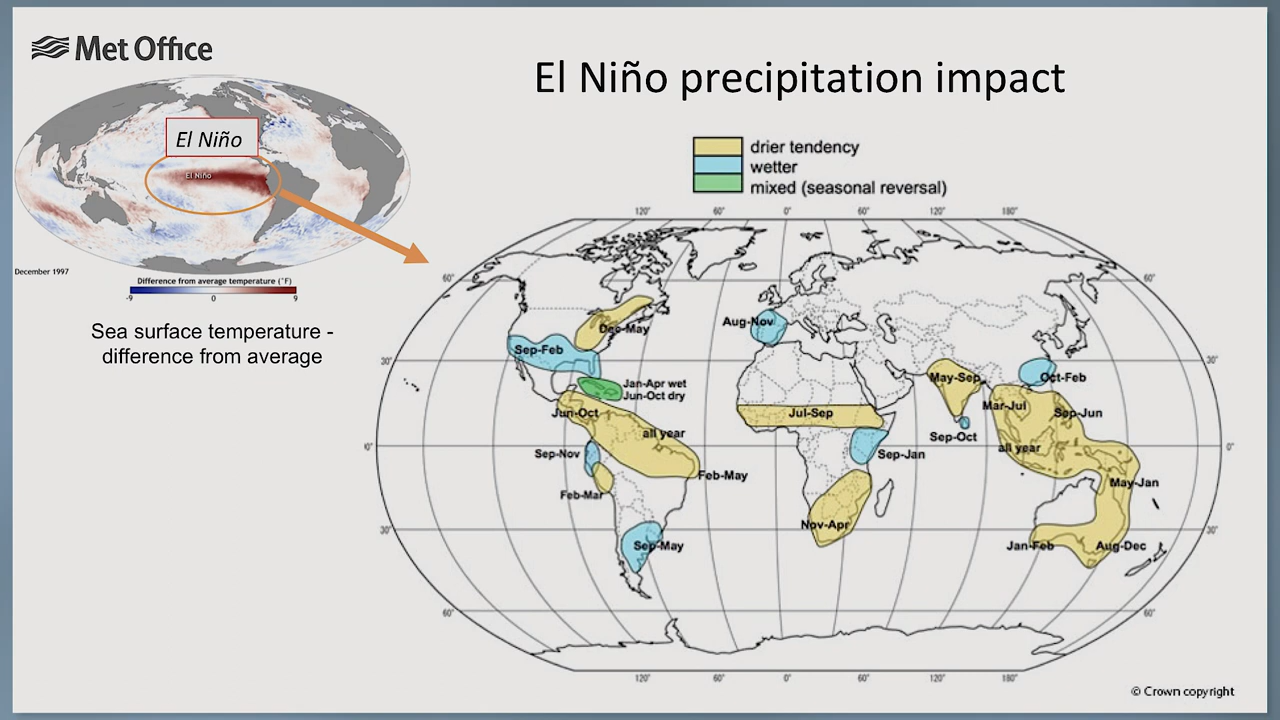 Met Office
El Niño precipitation impact
El Niño
El Niño
December 1997
Difference from average temperature (°F)
-9 0 9
Sea surface temperature -
difference from average
drier tendency
wetter
mixed (seasonal reversal)
120° 60° 0° 60° 120° 180°
60° 60°
Dec-May
Aug-Nov
Sep-Feb
30° 30°
Jan-Apr wet
Jun-Oct dry
May-Sep
Oct-Feb
Jun-Oct
Jul-Sep
Mar-Jul
Sep-Jun
all year
Sep-Oct
0° 0°
Sep-Nov
Sep-Jan
all year
Feb-May
May-Jan
Feb-Mar
Nov-Apr
30° 30°
Sep-May
Jan-Feb
Aug-Dec
60° 60°
120° 60° 0° 60° 120° 180°
© Crown copyright